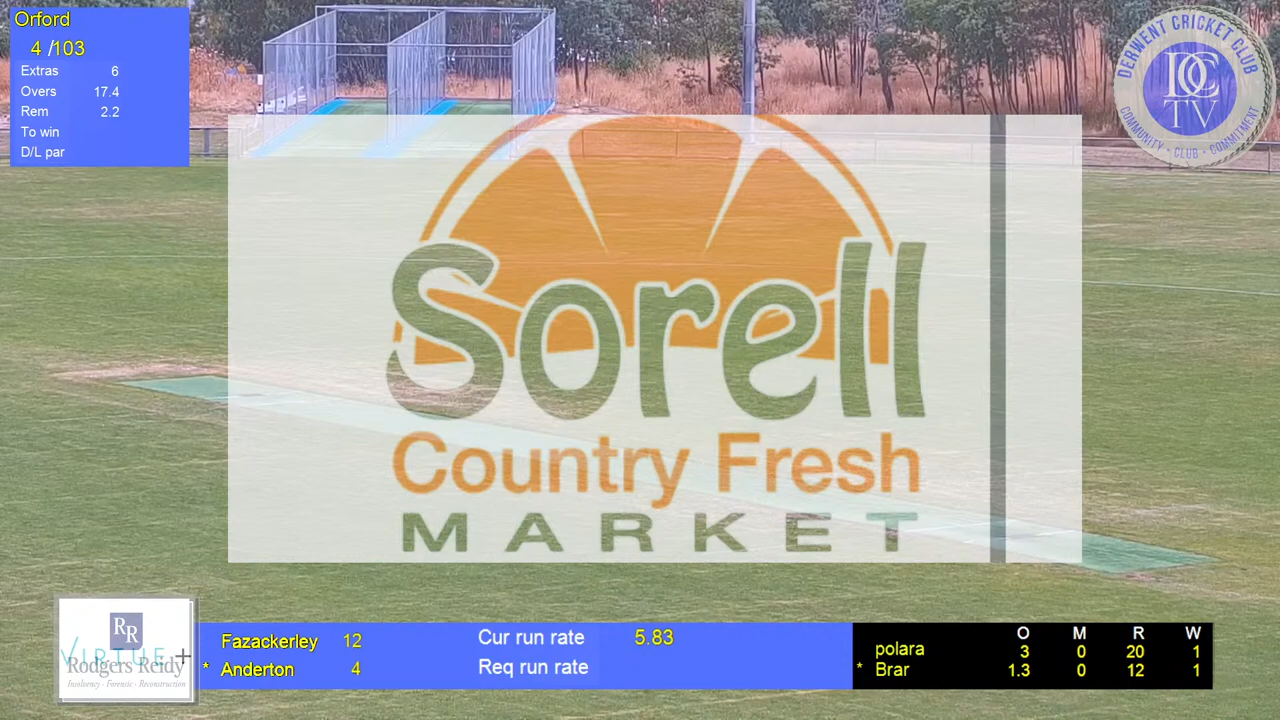 Orford
4 /103
Extras 6
Overs 17.4
Rem 2.2
To win
D/L par
DERWENT CRICKET CLUB
DCC
TV
COMMUNITY - CLUB - COMMITMENT
Sorell
Country Fresh
MARKET
RR
VIRTUE +
Rodgers Reidy
Insolvency · Forensic · Reconstruction
Fazackerley 12
* Anderton 4
Cur run rate 5.83
Req run rate
O M R W
polara 3 0 20 1
* Brar 1.3 0 12 1